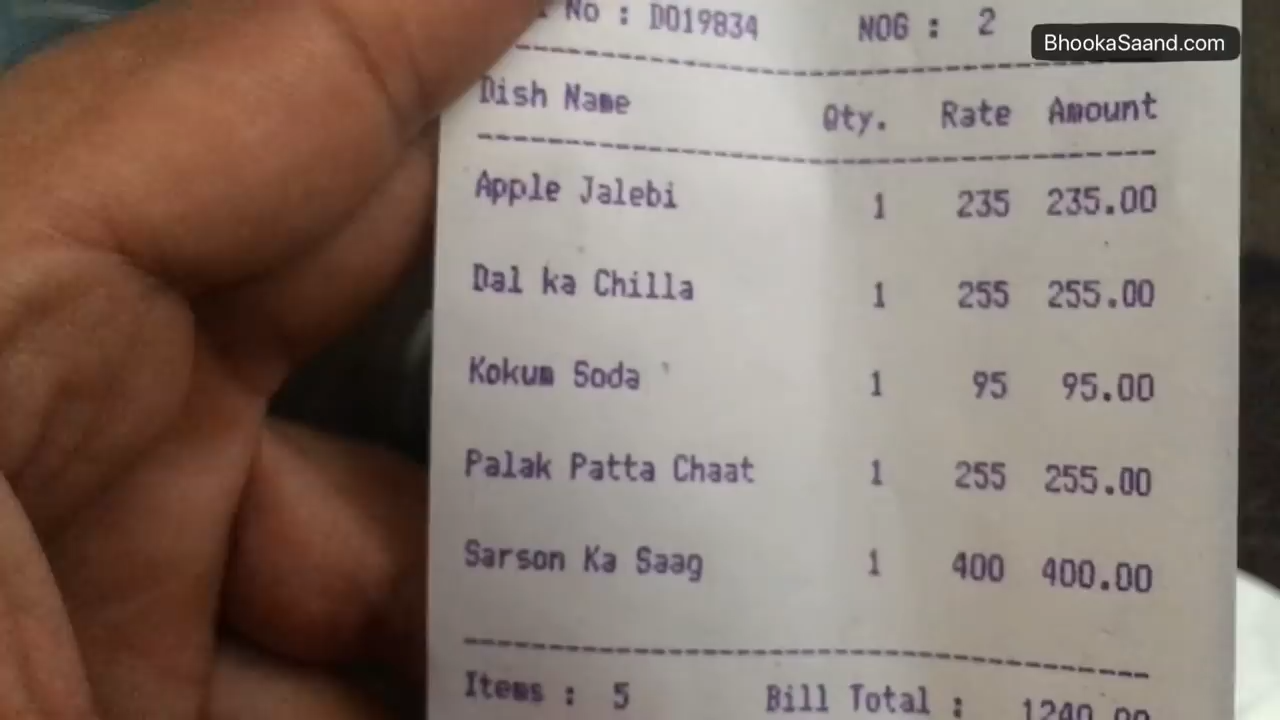 No : D019834 NOG : 2
BhookaSaand.com
Dish Name Qty. Rate Amount
Apple Jalebi 1 235 235.00
Dal ka Chilla 1 255 255.00
Kokum Soda 1 95 95.00
Palak Patta Chaat 1 255 255.00
Sarson Ka Saag 1 400 400.00
Items : 5 Bill Total : 1240.00